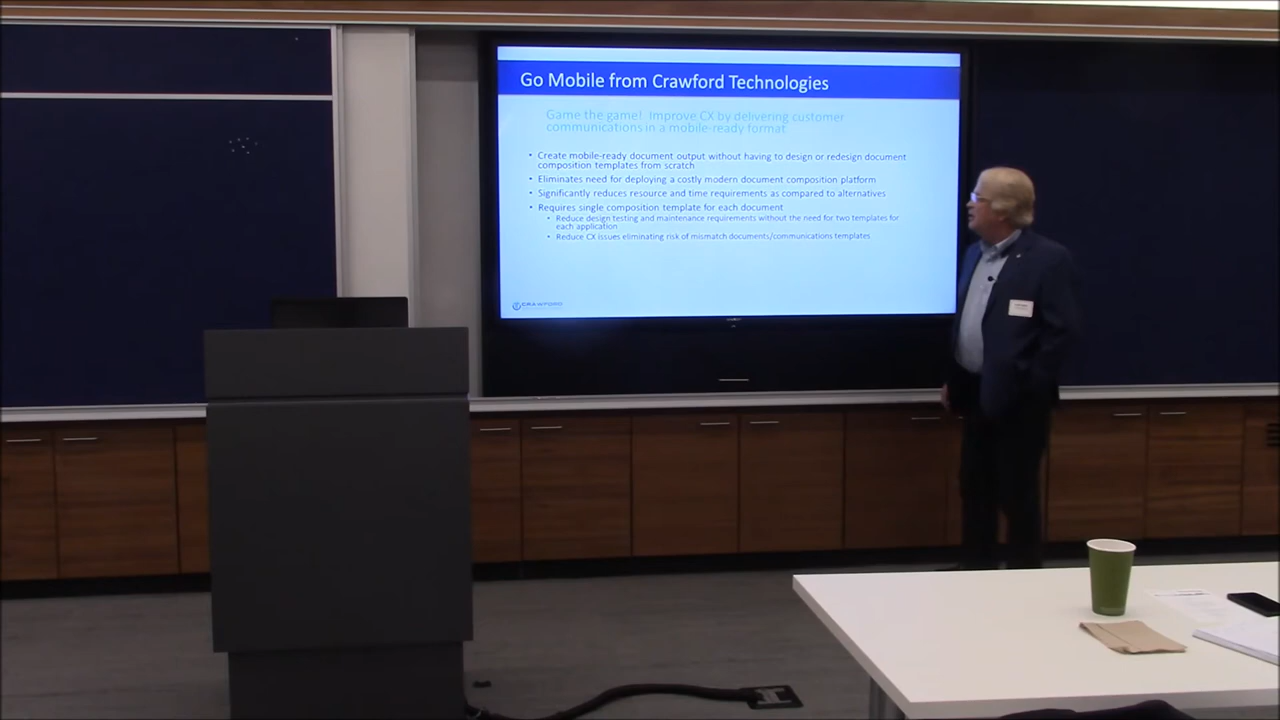 Go Mobile from Crawford Technologies
Game the game! Improve CX by delivering customer
communications in a mobile-ready format
• Create mobile-ready document output without having to design or redesign document
composition templates from scratch
• Eliminates need for deploying a costly modern document composition platform
• Significantly reduces resource and time requirements as compared to alternatives
• Requires single composition template for each document
• Reduce design testing and maintenance requirements without the need for two templates for
each application
• Reduce CX issues eliminating risk of mismatch documents/communications templates
CRAWFORD